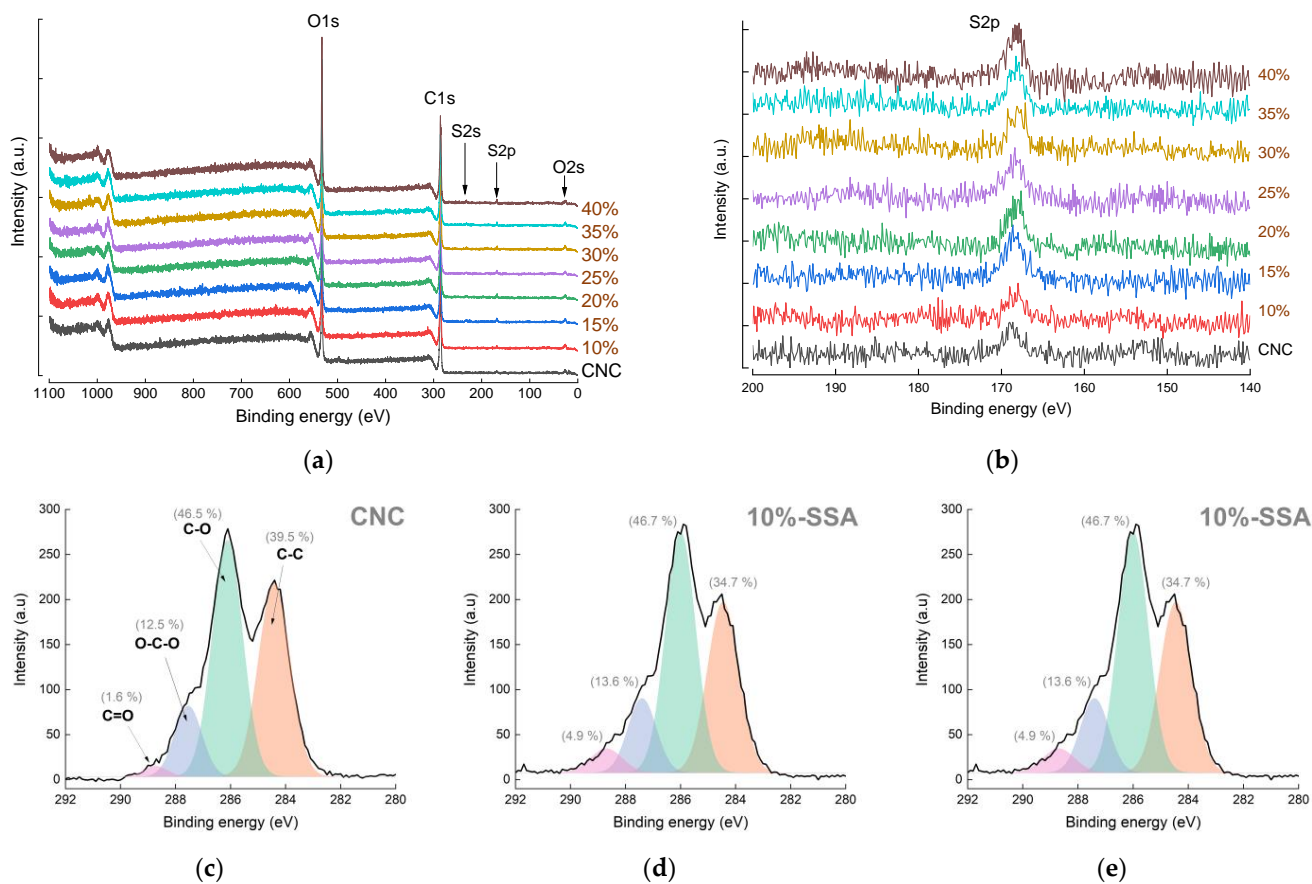 O1s
C1s
S2s
S2p
O2s
40%
35%
30%
25%
20%
15%
10%
CNC
Intensity (a.u.)
1100 1000 900 800 700 600 500 400 300 200 100 0
Binding energy (eV)
(a)
S2p
40%
35%
30%
25%
20%
15%
10%
CNC
Intensity (a.u.)
200 190 180 170 160 150 140
Binding energy (eV)
(b)
CNC
(46.5 %)
C-O
(39.5 %)
C-C
(12.5 %)
O-C-O
(1.6 %)
C=O
300
250
200
150
100
50
0
Intensity (a.u)
292 290 288 286 284 282 280
Binding energy (eV)
(c)
10%-SSA
(46.7 %)
(34.7 %)
(13.6 %)
(4.9 %)
300
250
200
150
100
50
0
Intensity (a.u)
292 290 288 286 284 282 280
Binding energy (eV)
(d)
10%-SSA
(46.7 %)
(34.7 %)
(13.6 %)
(4.9 %)
300
250
200
150
100
50
0
Intensity (a.u)
292 290 288 286 284 282 280
Binding energy (eV)
(e)